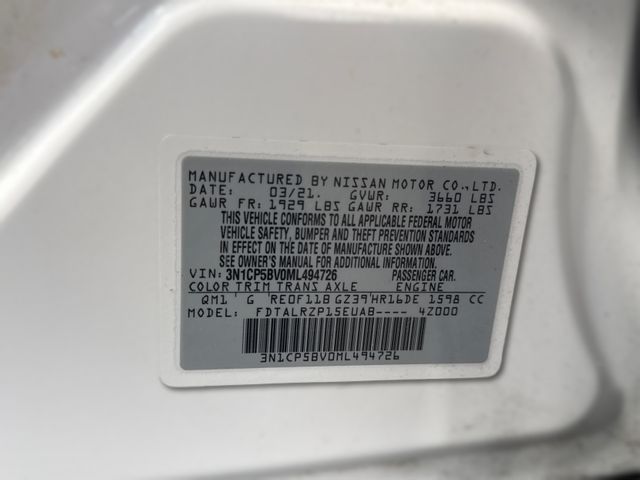 MANUFACTURED BY NISSAN MOTOR CO.,LTD.
DATE: 03/21. GVWR: 3660 LBS
GAWR FR: 1929 LBS GAWR RR: 1731 LBS
THIS VEHICLE CONFORMS TO ALL APPLICABLE FEDERAL MOTOR
VEHICLE SAFETY, BUMPER AND THEFT PREVENTION STANDARDS
IN EFFECT ON THE DATE OF MANUFACTURE SHOWN ABOVE.
SEE OWNER'S MANUAL FOR ADDITIONAL INFORMATION.
VIN: 3N1CP5BV0ML494726 PASSENGER CAR.
COLOR TRIM TRANS AXLE ENGINE
QM1 G RE0F11B GZ39 HR16DE 1598 CC
MODEL: FDTALRZP15EUAB---- 4Z000
3N1CP5BV0ML494726